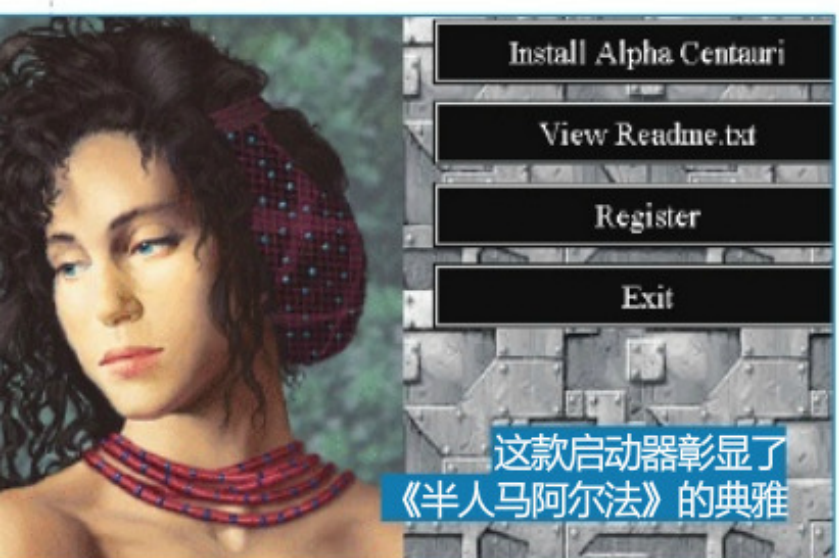 Install Alpha Centauri
View Readme.txt
Register
Exit
这款启动器彰显了
《半人马阿尔法》的典雅